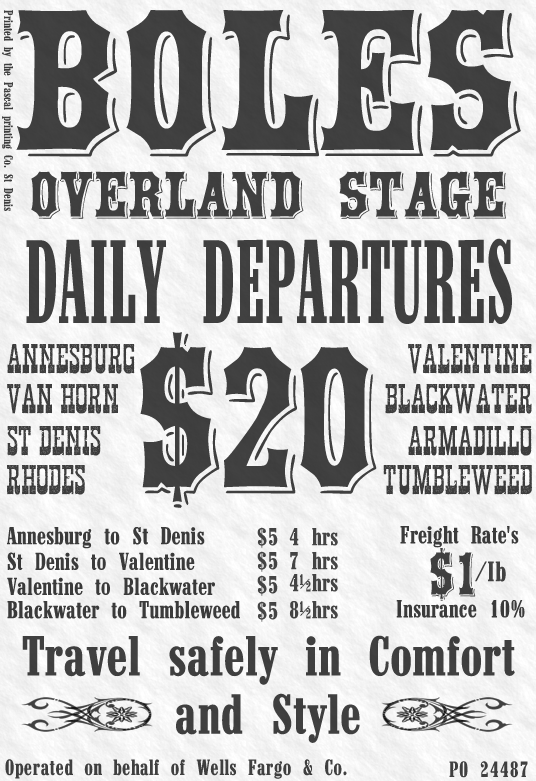 Printed by the Pascal printing Co. St Denis
BOLES
OVERLAND STAGE
DAILY DEPARTURES
ANNESBURG
VAN HORN
ST DENIS
RHODES
$20
VALENTINE
BLACKWATER
ARMADILLO
TUMBLEWEED
Annesburg to St Denis $5 4 hrs
St Denis to Valentine $5 7 hrs
Valentine to Blackwater $5 4½hrs
Blackwater to Tumbleweed $5 8½hrs
Freight Rate's
$1/lb
Insurance 10%
Travel safely in Comfort
and Style
Operated on behalf of Wells Fargo & Co. PO 24487